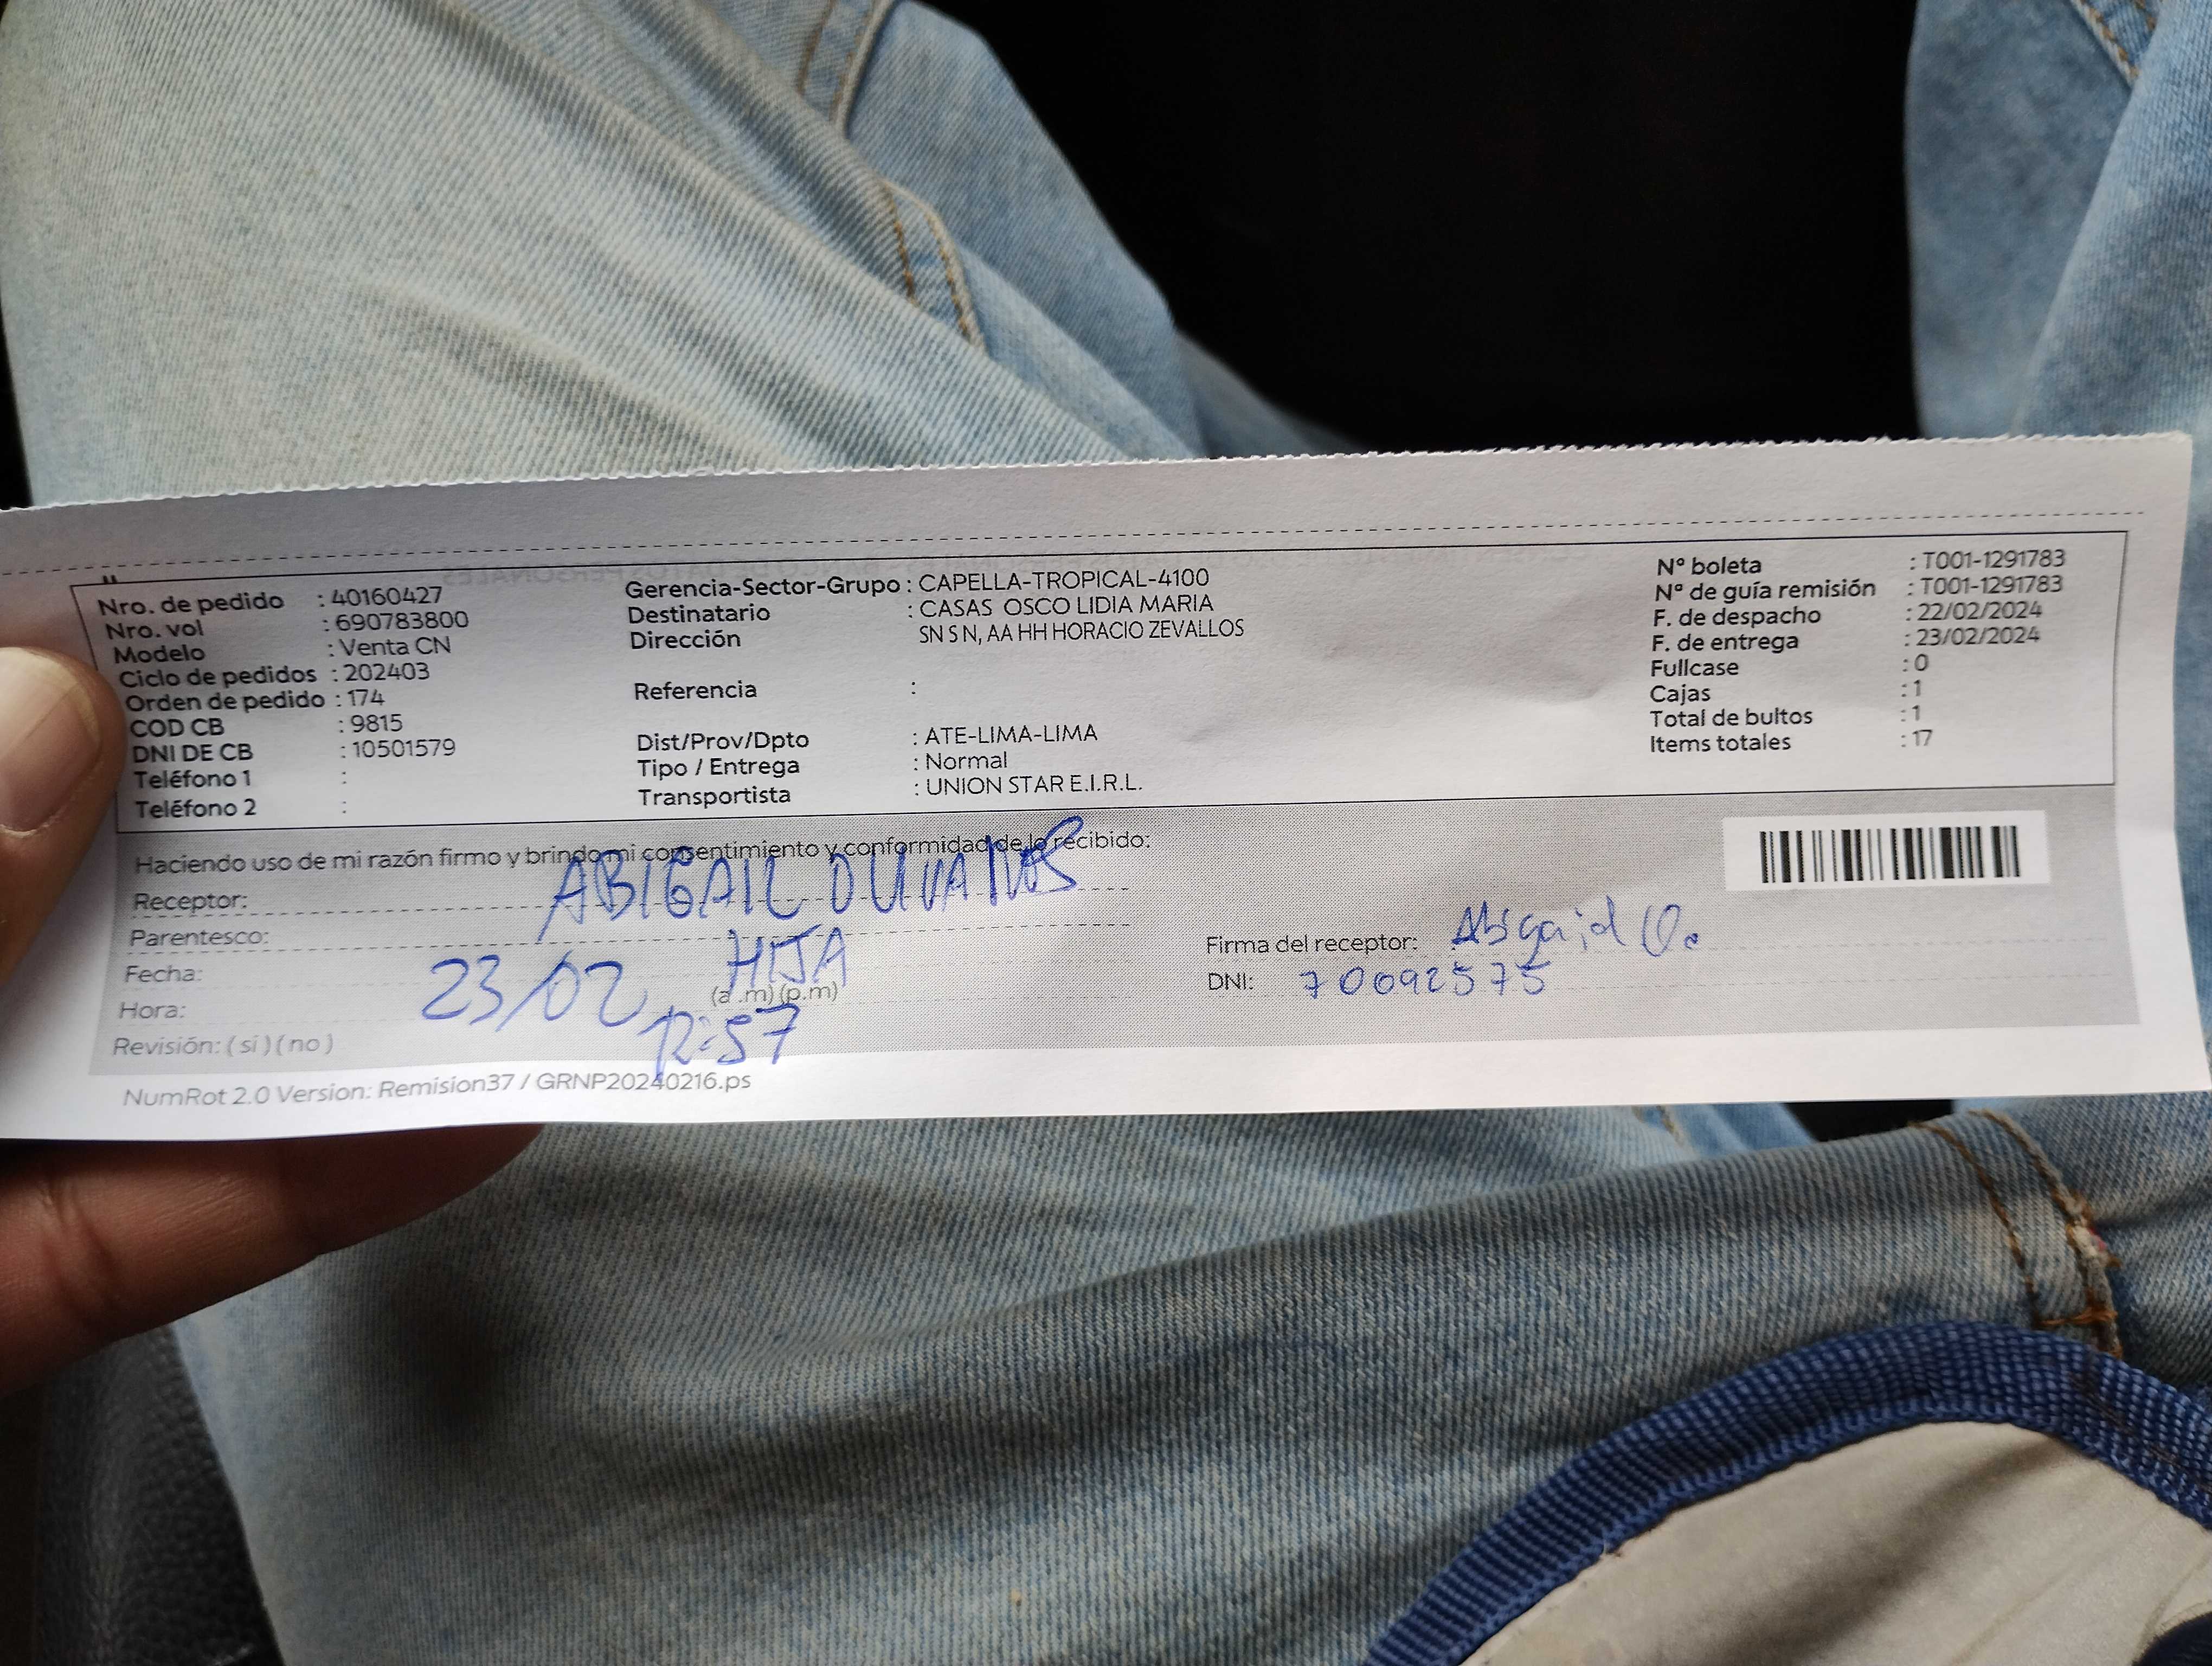 Nro. de pedido : 40160427
Nro. vol : 690783800
Modelo : Venta CN
Ciclo de pedidos : 202403
Orden de pedido : 174
COD CB : 9815
DNI DE CB : 10501579
Teléfono 1 :
Teléfono 2 :
Gerencia-Sector-Grupo : CAPELLA-TROPICAL-4100
Destinatario : CASAS OSCO LIDIA MARIA
Dirección SN S N, AA HH HORACIO ZEVALLOS
Referencia :
Dist/Prov/Dpto : ATE-LIMA-LIMA
Tipo / Entrega : Normal
Transportista : UNION STAR E.I.R.L.
N° boleta : T001-1291783
N° de guía remisión : T001-1291783
F. de despacho : 22/02/2024
F. de entrega : 23/02/2024
Fullcase : 0
Cajas : 1
Total de bultos : 1
Items totales : 17
Haciendo uso de mi razón firmo y brindo mi consentimiento y conformidad de lo recibido:
Receptor: ABIGAIL
Parentesco: HIJA
Fecha: 23/02
Hora: (a.m) (p.m) 12:57
Revisión: ( sí ) ( no )
Firma del receptor: Abigail O.
DNI: 70092575
NumRot 2.0 Version: Remision37 / GRNP20240216.ps